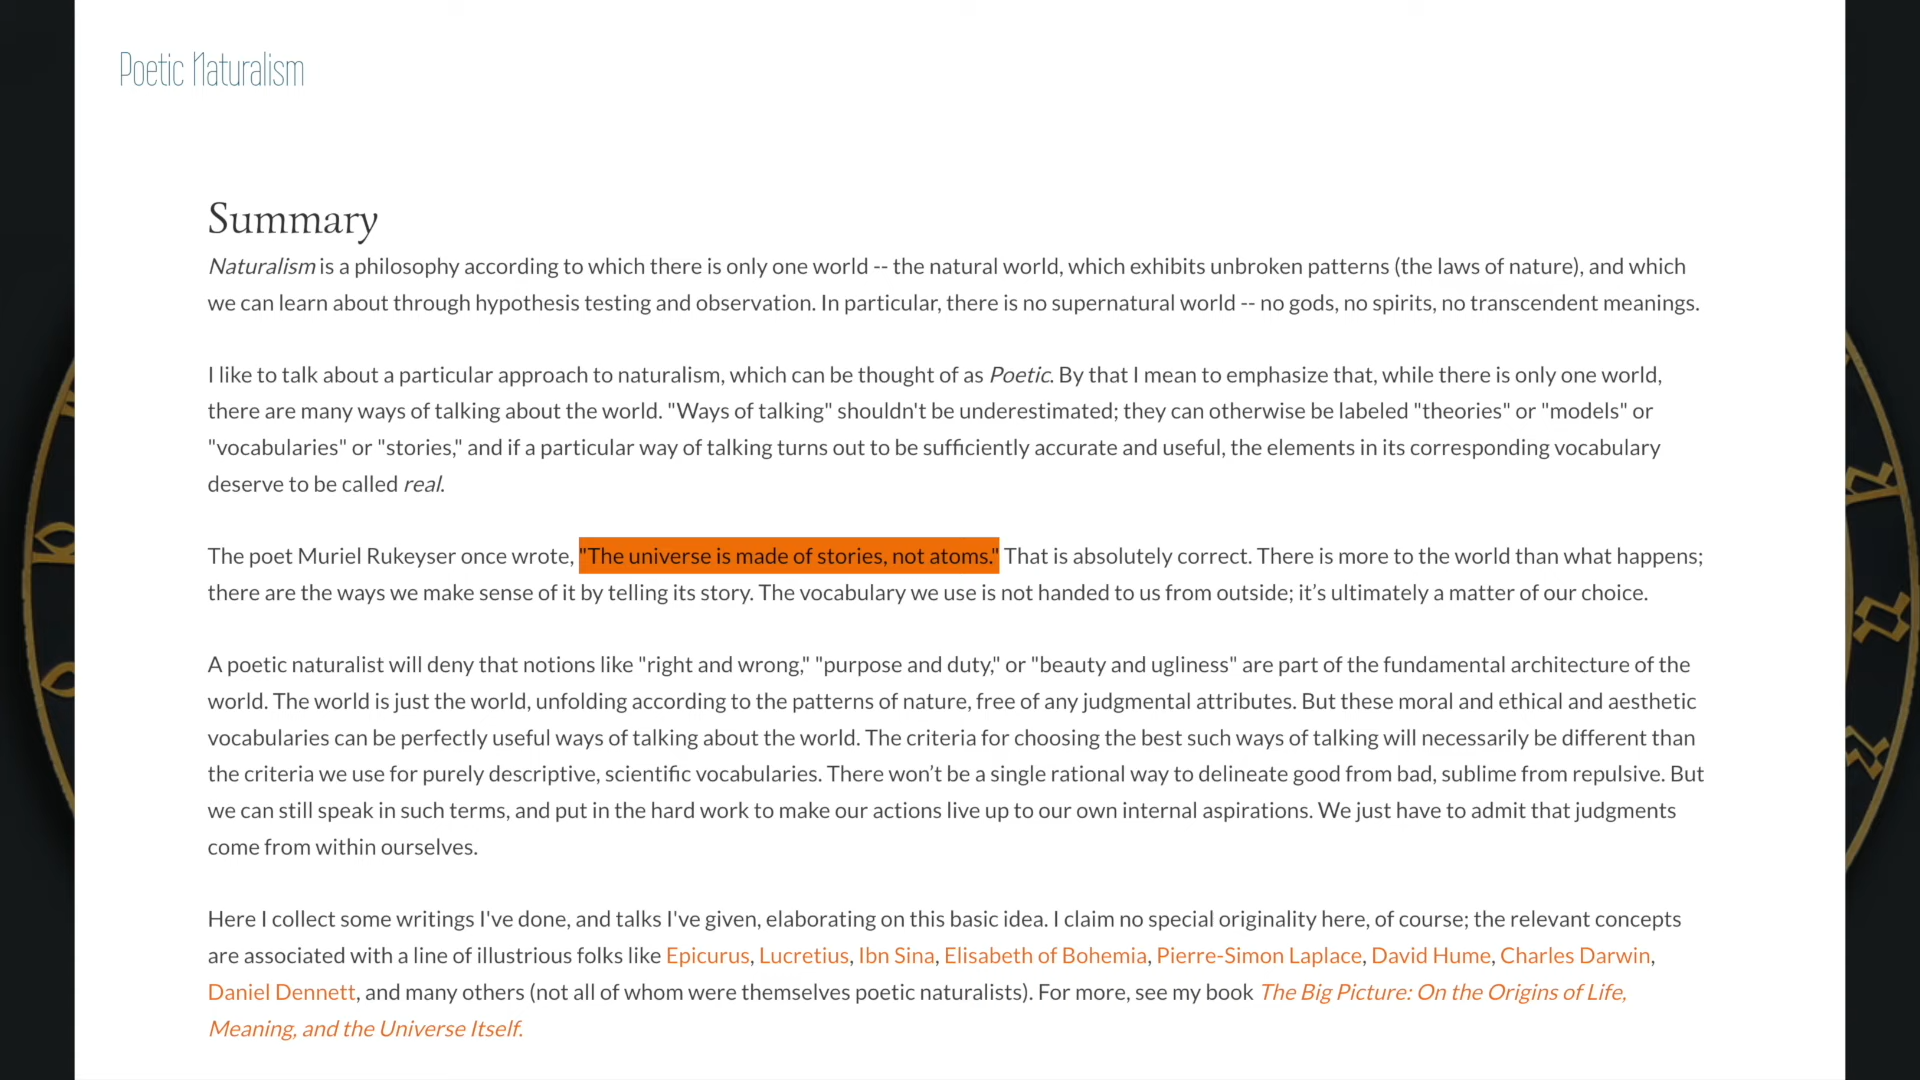 Poetic Naturalism
Summary
Naturalism is a philosophy according to which there is only one world -- the natural world, which exhibits unbroken patterns (the laws of nature), and which
we can learn about through hypothesis testing and observation. In particular, there is no supernatural world -- no gods, no spirits, no transcendent meanings.
I like to talk about a particular approach to naturalism, which can be thought of as Poetic. By that I mean to emphasize that, while there is only one world,
there are many ways of talking about the world. "Ways of talking" shouldn't be underestimated; they can otherwise be labeled "theories" or "models" or
"vocabularies" or "stories," and if a particular way of talking turns out to be sufficiently accurate and useful, the elements in its corresponding vocabulary
deserve to be called real.
The poet Muriel Rukeyser once wrote, "The universe is made of stories, not atoms." That is absolutely correct. There is more to the world than what happens;
there are the ways we make sense of it by telling its story. The vocabulary we use is not handed to us from outside; it’s ultimately a matter of our choice.
A poetic naturalist will deny that notions like "right and wrong," "purpose and duty," or "beauty and ugliness" are part of the fundamental architecture of the
world. The world is just the world, unfolding according to the patterns of nature, free of any judgmental attributes. But these moral and ethical and aesthetic
vocabularies can be perfectly useful ways of talking about the world. The criteria for choosing the best such ways of talking will necessarily be different than
the criteria we use for purely descriptive, scientific vocabularies. There won’t be a single rational way to delineate good from bad, sublime from repulsive. But
we can still speak in such terms, and put in the hard work to make our actions live up to our own internal aspirations. We just have to admit that judgments
come from within ourselves.
Here I collect some writings I've done, and talks I've given, elaborating on this basic idea. I claim no special originality here, of course; the relevant concepts
are associated with a line of illustrious folks like Epicurus, Lucretius, Ibn Sina, Elisabeth of Bohemia, Pierre-Simon Laplace, David Hume, Charles Darwin,
Daniel Dennett, and many others (not all of whom were themselves poetic naturalists). For more, see my book The Big Picture: On the Origins of Life,
Meaning, and the Universe Itself.